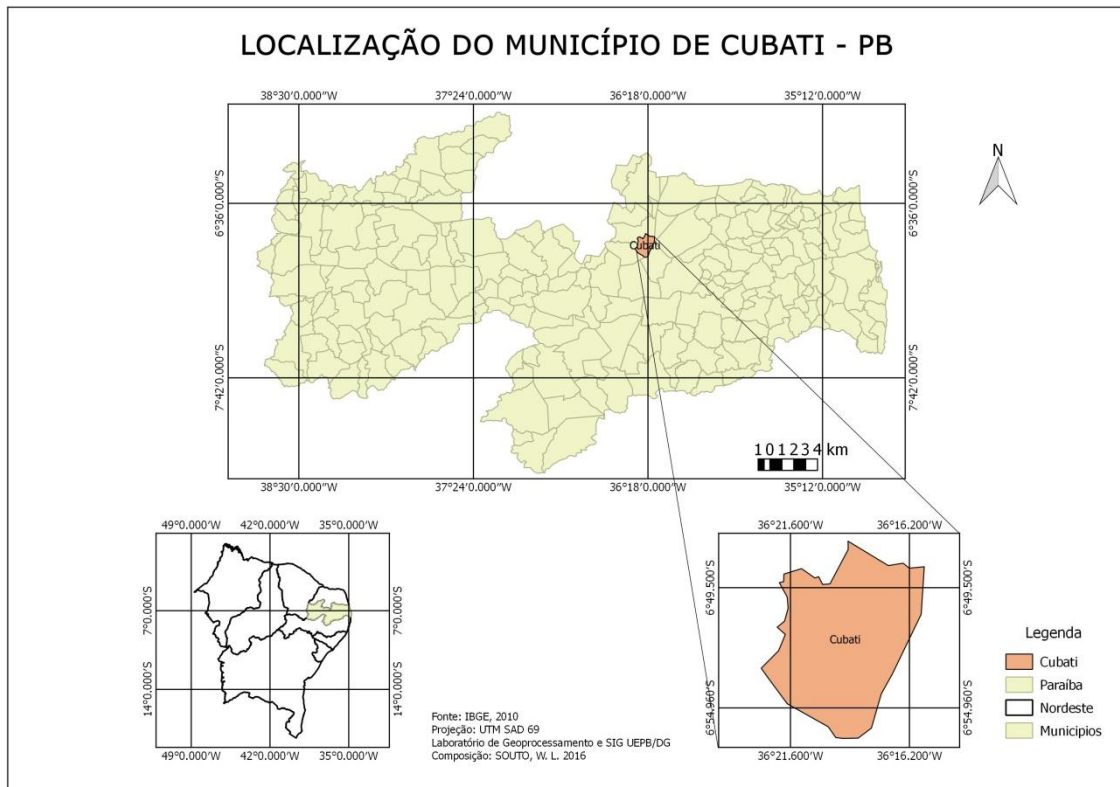 LOCALIZAÇÃO DO MUNICÍPIO DE CUBATI - PB
38°30'0.000"W 37°24'0.000"W 36°18'0.000"W 35°12'0.000"W
6°36'0.000"S 6°36'0.000"S
N
Cubati
7°42'0.000"S 7°42'0.000"S
1 0 1 2 3 4 km
38°30'0.000"W 37°24'0.000"W 36°18'0.000"W 35°12'0.000"W
49°0.000'W 42°0.000'W 35°0.000'W
7°0.000'S 7°0.000'S
14°0.000'S 14°0.000'S
49°0.000'W 42°0.000'W 35°0.000'W
Fonte: IBGE, 2010
Projeção: UTM SAD 69
Laboratório de Geoprocessamento e SIG UEPB/DG
Composição: SOUTO, W. L. 2016
36°21.600'W 36°16.200'W
6°49.500'S 6°49.500'S
Cubati
6°54.960'S 6°54.960'S
36°21.600'W 36°16.200'W
Legenda
Cubati
Paraíba
Nordeste
Municipios